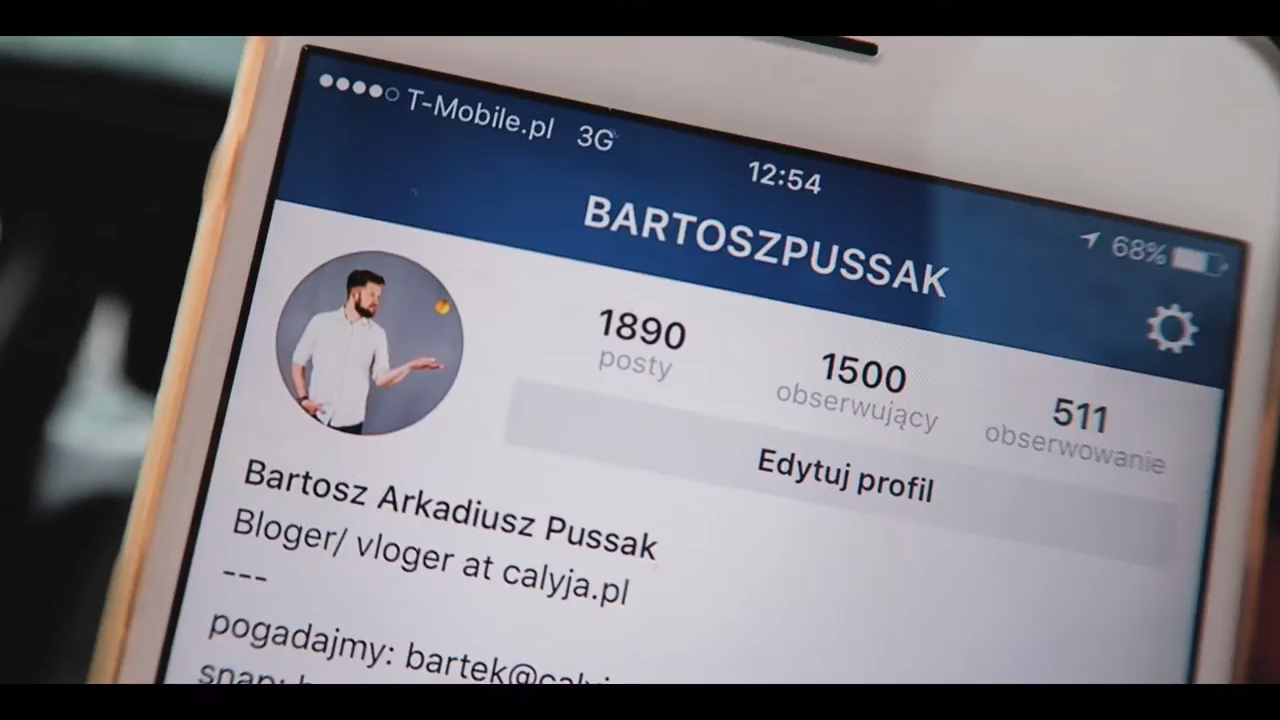 T-Mobile.pl 3G
12:54
68%
BARTOSZPUSSAK
1890
posty
1500
obserwujący
511
obserwowanie
Edytuj profil
Bartosz Arkadiusz Pussak
Bloger/ vloger at calyja.pl
---
pogadajmy: